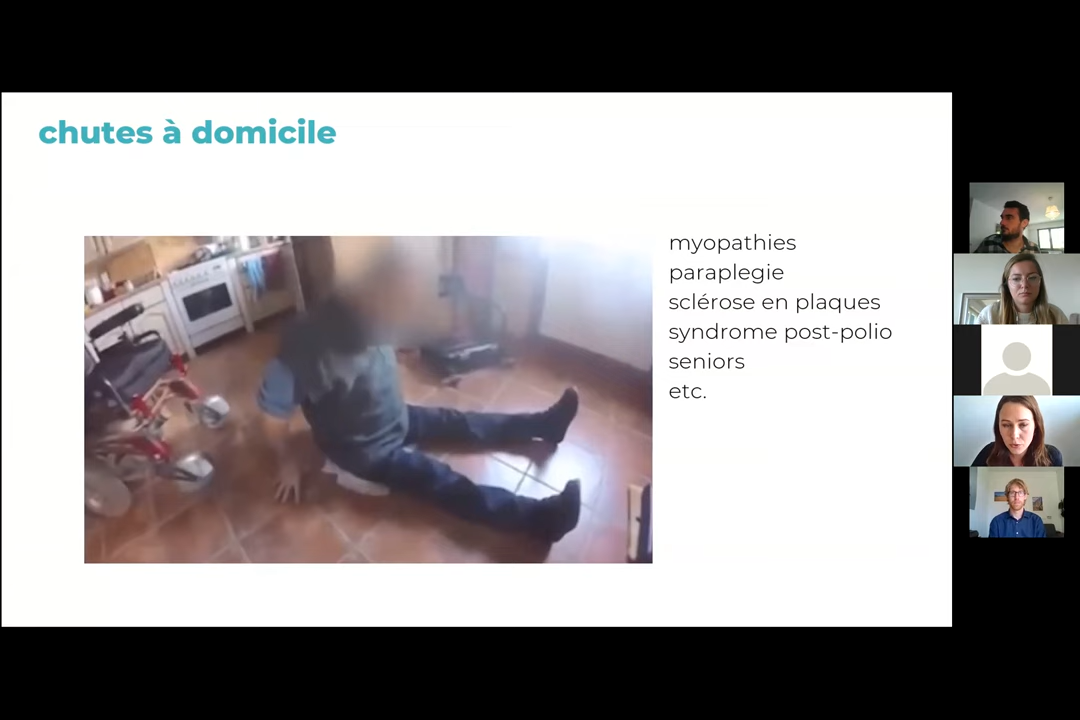 chutes à domicile
myopathies
paraplegie
sclérose en plaques
syndrome post-polio
seniors
etc.